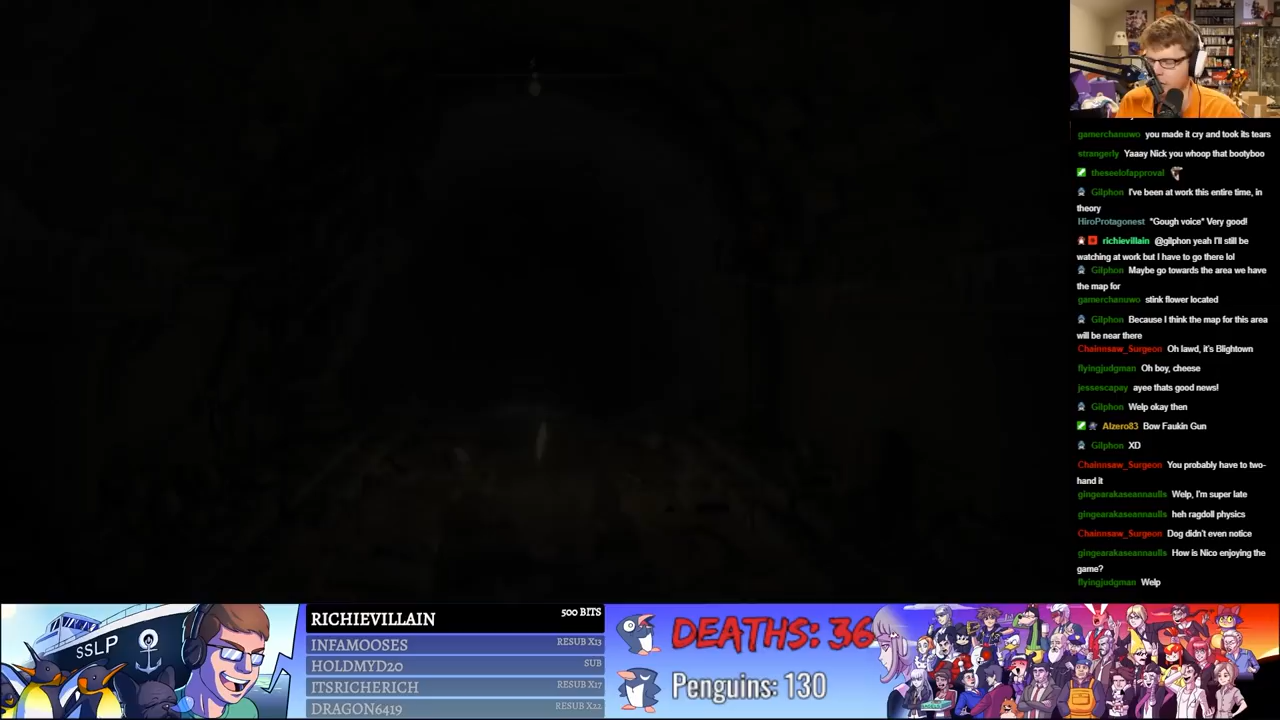 gamerchanuwo you made it cry and took its tears
strangerly Yaaay Nick you whoop that bootyboo
theseelofapproval
Gilphon I've been at work this entire time, in
theory
HiroProtagonest *Gough voice* Very good!
richievillain @gilphon yeah I'll still be
watching at work but I have to go there lol
Gilphon Maybe go towards the area we have
the map for
gamerchanuwo stink flower located
Gilphon Because I think the map for this area
will be near there
Chainnsaw_Surgeon Oh lawd, it's Blightown
flyingjudgman Oh boy, cheese
jessescapay ayee thats good news!
Gilphon Welp okay then
Alzero83 Bow Faukin Gun
Gilphon XD
Chainnsaw_Surgeon You probably have to two-
hand it
gingearakaseannaulls Welp, I'm super late
gingearakaseannaulls heh ragdoll physics
Chainnsaw_Surgeon Dog didn't even notice
gingearakaseannaulls How is Nico enjoying the
game?
flyingjudgman Welp
SSLP
RICHIEVILLAIN 500 BITS
INFAMOOSES RESUB X13
HOLDMYD20 SUB
ITSRICHERICH RESUB X17
DRAGON6419 RESUB X22
DEATHS: 36
Penguins: 130